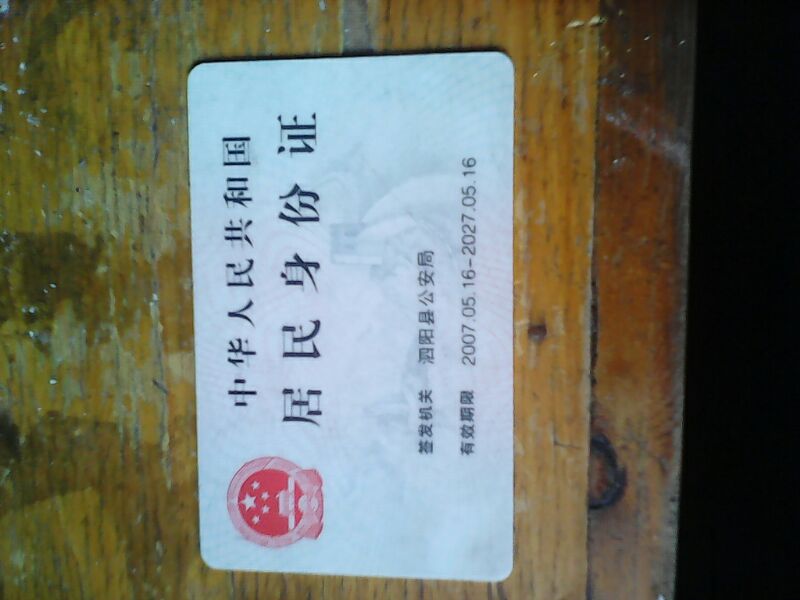 中华人民共和国
居民身份证
签发机关 泗阳县公安局
有效期限 2007.05.16-2027.05.16